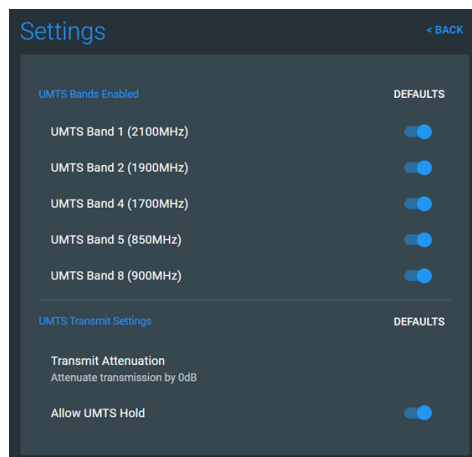 Settings
< BACK
UMTS Bands Enabled
DEFAULTS
UMTS Band 1 (2100MHz)
UMTS Band 2 (1900MHz)
UMTS Band 4 (1700MHz)
UMTS Band 5 (850MHz)
UMTS Band 8 (900MHz)
UMTS Transmit Settings
DEFAULTS
Transmit Attenuation
Attenuate transmission by 0dB
Allow UMTS Hold